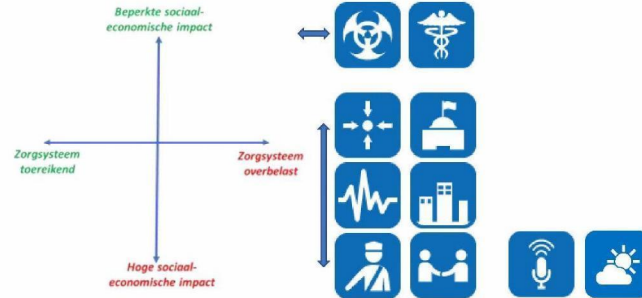 Beperkte sociaal-
economische impact
Zorgsysteem
toereikend
Zorgsysteem
overbelast
Hoge sociaal-
economische impact